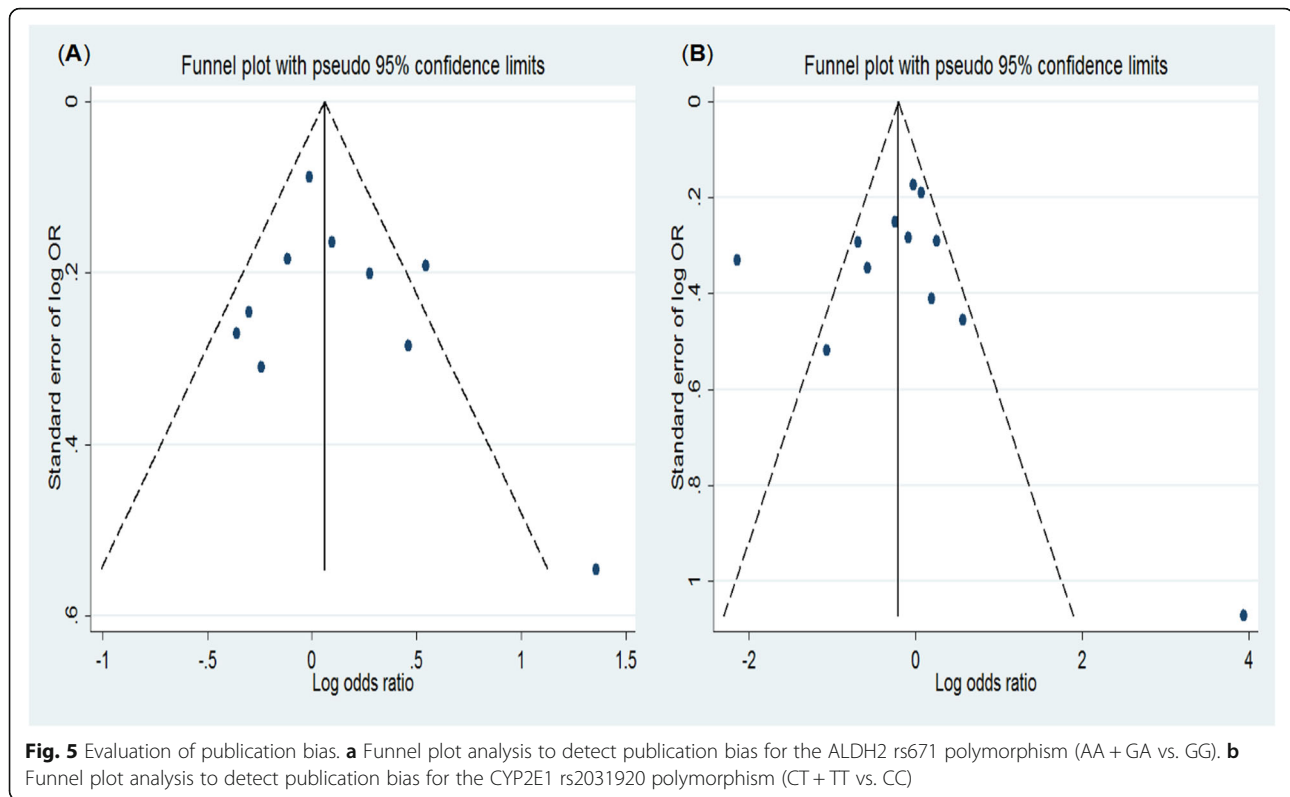 (A)
Funnel plot with pseudo 95% confidence limits
0
.2
.4
.6
Standard error of log OR
-1
-.5
0
.5
1
1.5
Log odds ratio
(B)
Funnel plot with pseudo 95% confidence limits
0
.2
.4
.6
.8
1
Standard error of log OR
-2
0
2
4
Log odds ratio
Fig. 5 Evaluation of publication bias. a Funnel plot analysis to detect publication bias for the ALDH2 rs671 polymorphism (AA + GA vs. GG). b
Funnel plot analysis to detect publication bias for the CYP2E1 rs2031920 polymorphism (CT + TT vs. CC)